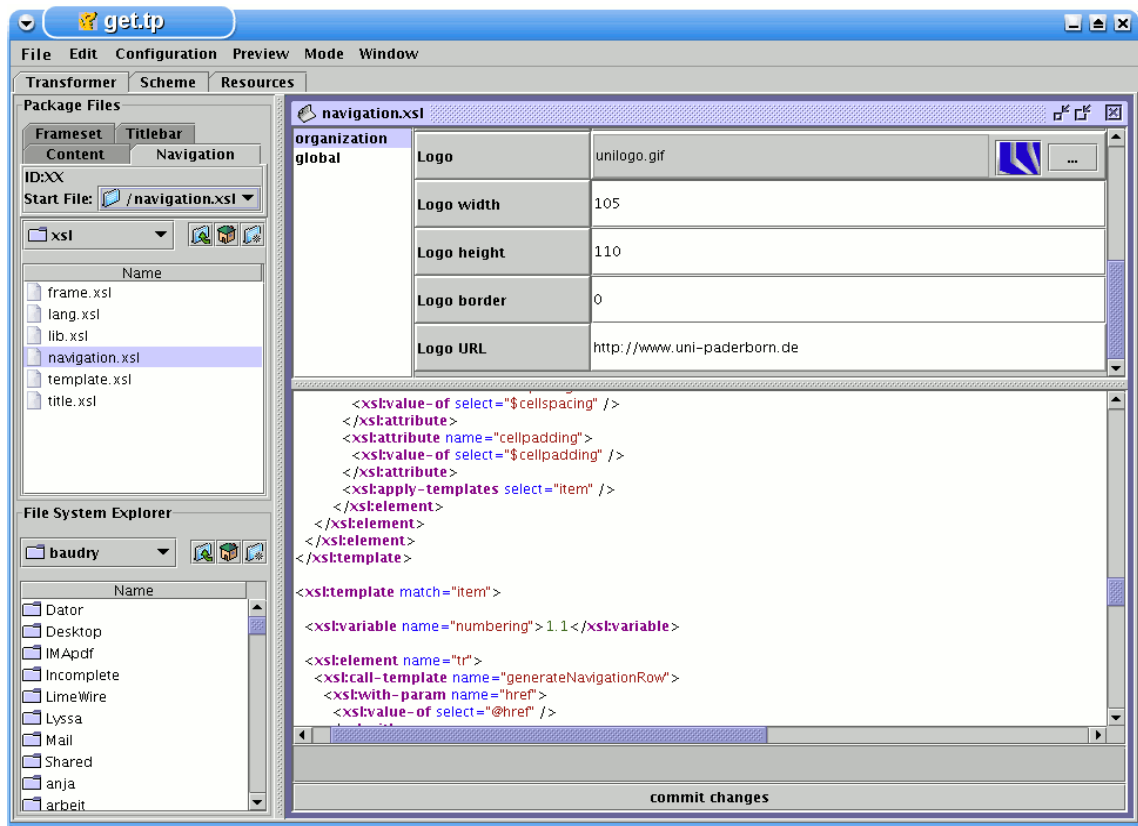 get.tp
File Edit Configuration Preview Mode Window
Transformer Scheme Resources
Package Files
Frameset Titlebar
Content Navigation
ID:XX
Start File: /navigation.xsl
xsl
Name
frame.xsl
lang.xsl
lib.xsl
navigation.xsl
template.xsl
title.xsl
File System Explorer
baudry
Name
Dator
Desktop
IMApdf
Incomplete
LimeWire
Lyssa
Mail
Shared
anja
arbeit
navigation.xsl
organization
global
Logo unilogo.gif ...
Logo width 105
Logo height 110
Logo border 0
Logo URL http://www.uni-paderborn.de
<xsl:value-of select="$cellspacing" />
</xsl:attribute>
<xsl:attribute name="cellpadding">
<xsl:value-of select="$cellpadding" />
</xsl:attribute>
<xsl:apply-templates select="item" />
</xsl:element>
</xsl:element>
</xsl:element>
</xsl:template>
<xsl:template match="item">
<xsl:variable name="numbering">1.1</xsl:variable>
<xsl:element name="tr">
<xsl:call-template name="generateNavigationRow">
<xsl:with-param name="href">
<xsl:value-of select="@href" />
commit changes